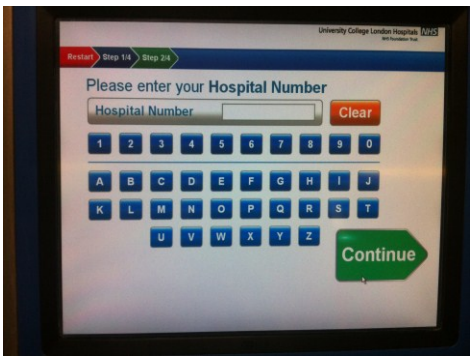 University College London Hospitals NHS
NHS Foundation Trust
Restart Step 1/4 Step 2/4
Please enter your Hospital Number
Hospital Number Clear
1 2 3 4 5 6 7 8 9 0
A B C D E F G H I J
K L M N O P Q R S T
U V W X Y Z
Continue